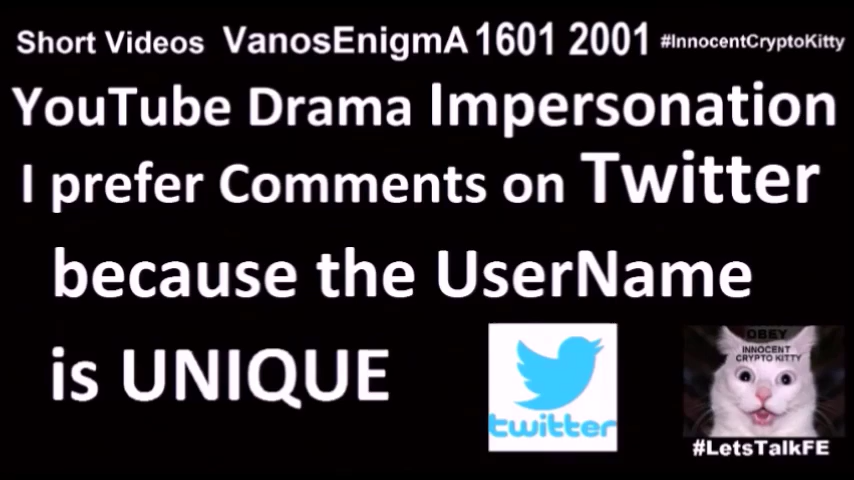 Short Videos VanosEnigmA 1601 2001 #InnocentCryptoKitty
YouTube Drama Impersonation
I prefer Comments on Twitter
because the UserName
is UNIQUE
twitter
OBEY
INNOCENT
CRYPTO KITTY
#LetsTalkFE